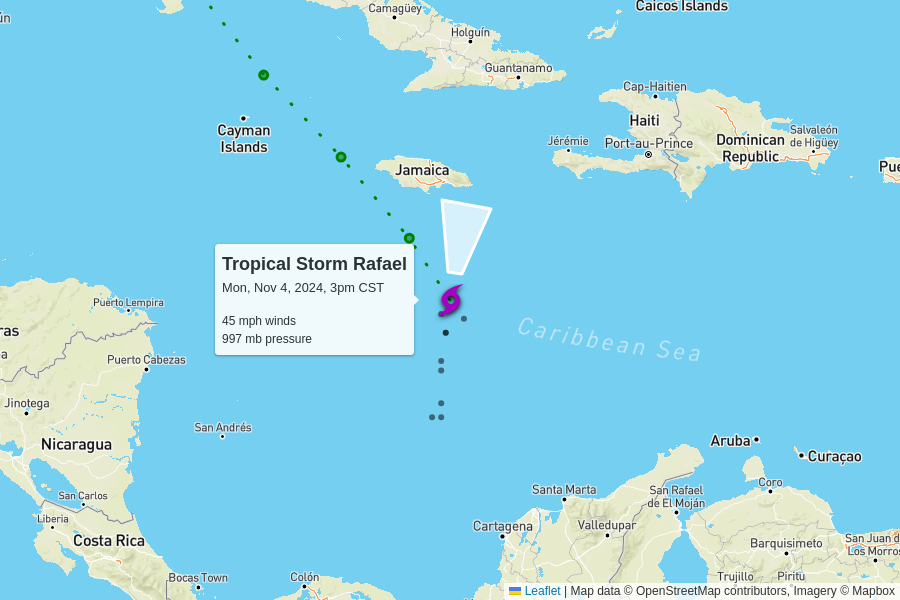 Camagüey
Caicos Islands
Holguín
Guantanamo
Cap-Haitien
Cayman
Islands
Haiti
Jérémie
Port-au-Prince
Dominican
Republic
Salvaleón
de Higüey
Jamaica
Pue
Tropical Storm Rafael
Mon, Nov 4, 2024, 3pm CST
45 mph winds
997 mb pressure
Puerto Lempira
ras
a
Caribbean Sea
Puerto Cabezas
Jinotega
San Andrés
Nicaragua
Aruba
Curaçao
San Carlos
Santa Marta
San Rafael
de El Moján
Coro
Liberia
Cartagena
Valledupar
Costa Rica
Barquisimeto
San Juan d
Los Morros
Bocas Town
Colón
Trujillo
Piritu
Leaflet | Map data © OpenStreetMap contributors, Imagery © Mapbox